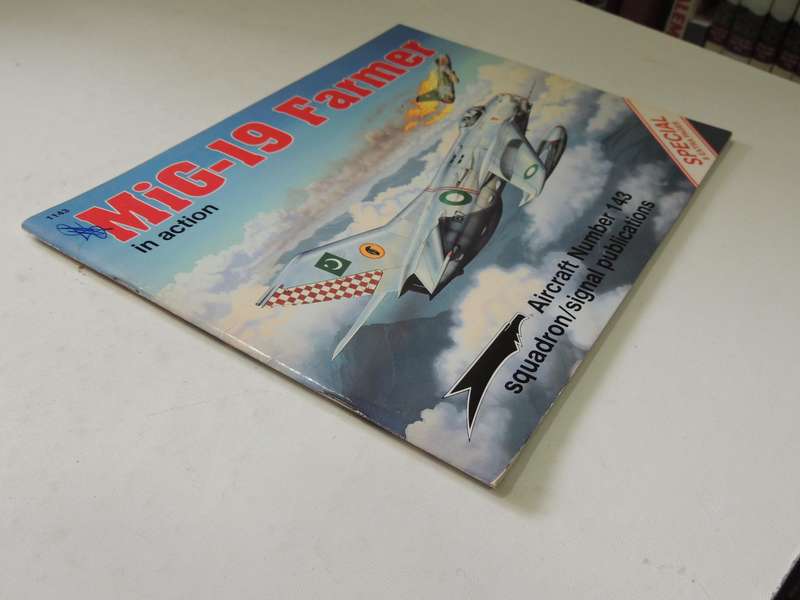 1143
MiG-19 Farmer
in action
SPECIAL
Aircraft Number 143
squadron/signal publications